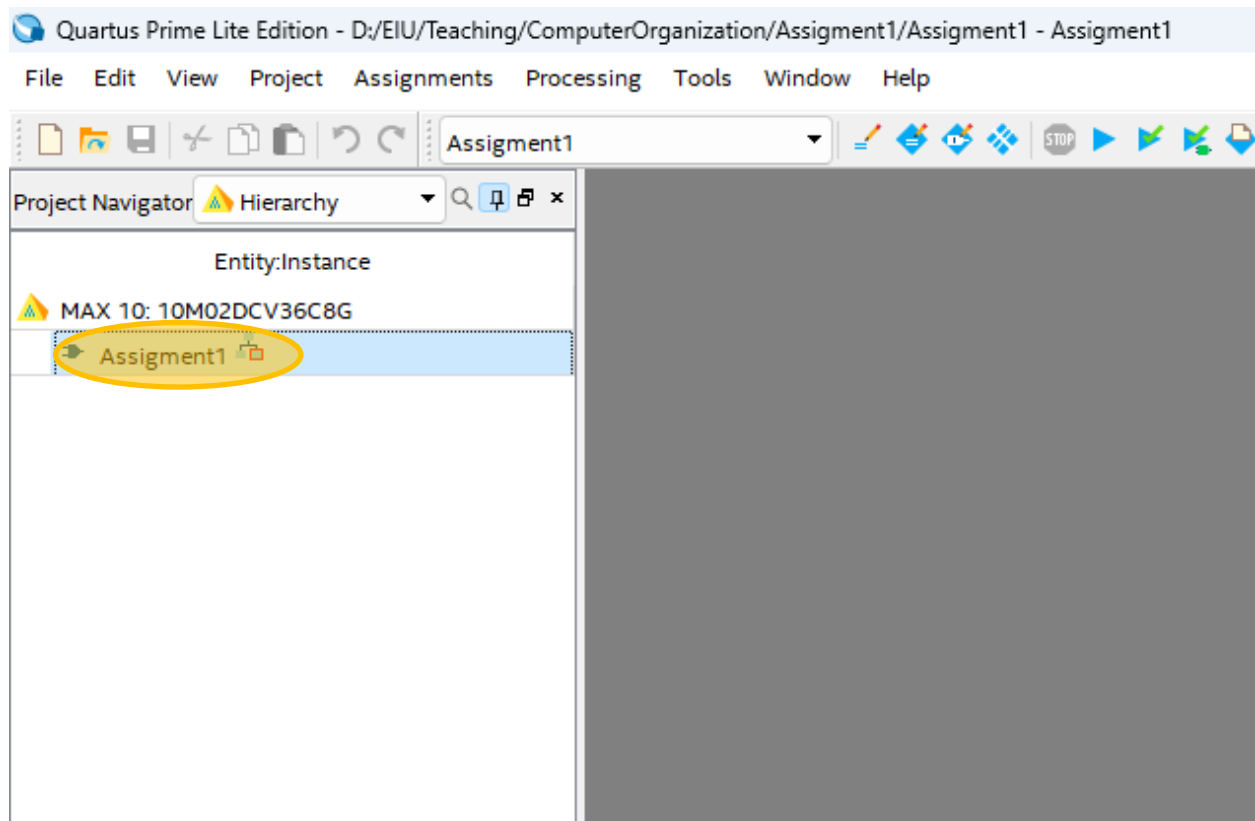 Quartus Prime Lite Edition - D:/EIU/Teaching/ComputerOrganization/Assigment1/Assigment1 - Assigment1
File Edit View Project Assignments Processing Tools Window Help
Assigment1
STOP
Project Navigator Hierarchy
Entity:Instance
MAX 10: 10M02DCV36C8G
Assigment1